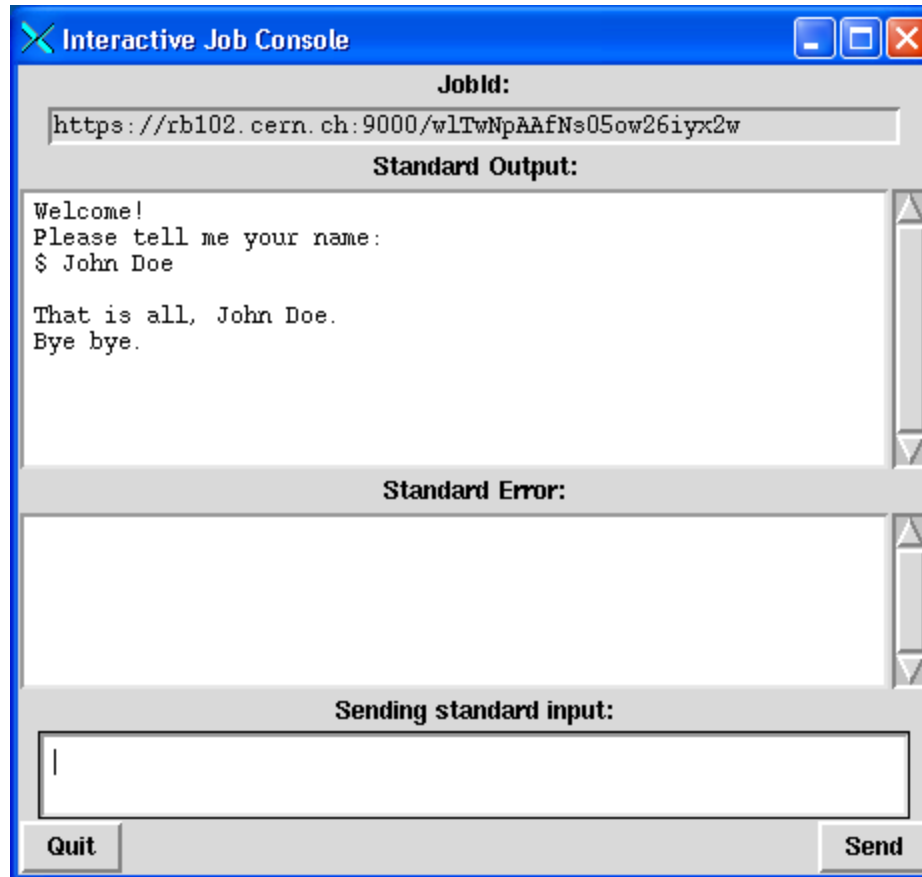 Interactive Job Console
JobId:
https://rb102.cern.ch:9000/wlTwNpAAfNs05ow26iyx2w
Standard Output:
Welcome!
Please tell me your name:
$ John Doe
That is all, John Doe.
Bye bye.
Standard Error:
Sending standard input:
Quit
Send